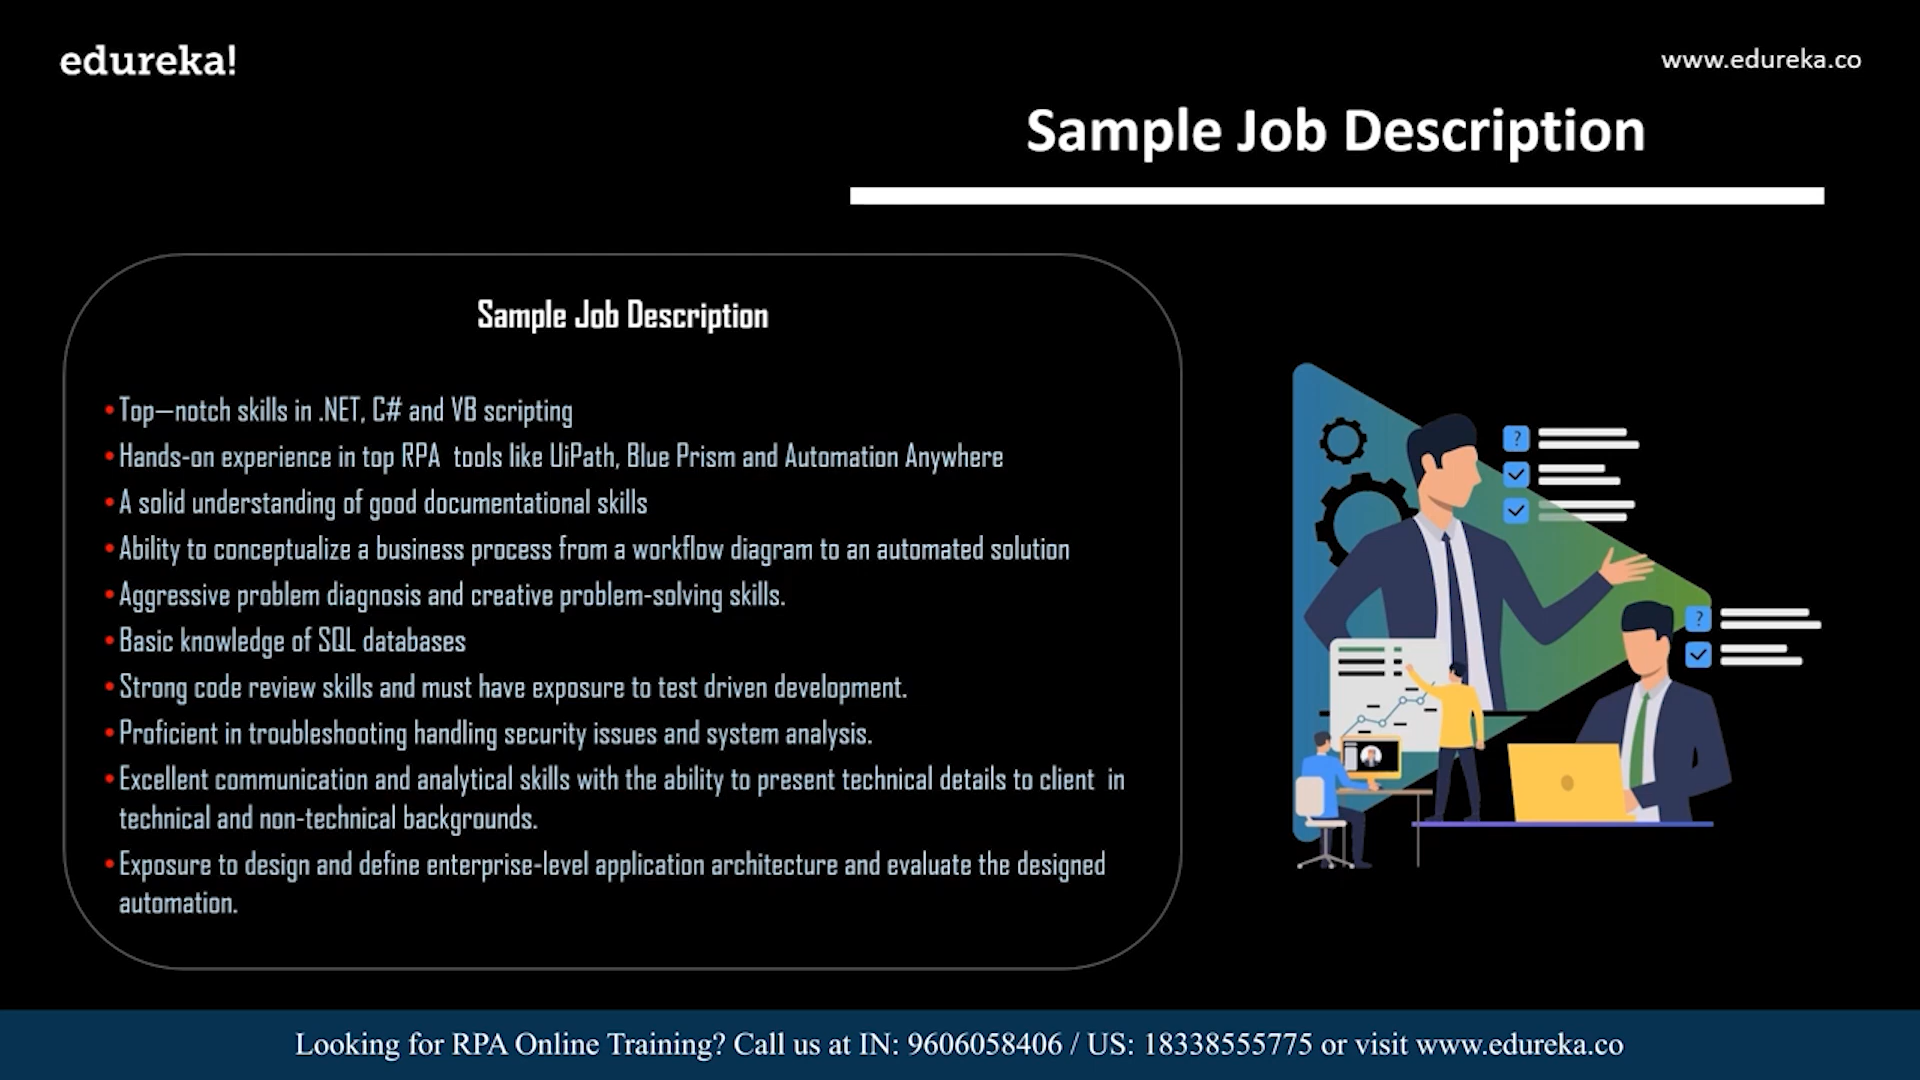 edureka!
www.edureka.co
Sample Job Description
Sample Job Description
•Top—notch skills in .NET, C# and VB scripting
•Hands-on experience in top RPA  tools like UiPath, Blue Prism and Automation Anywhere
•A solid understanding of good documentational skills
•Ability to conceptualize a business process from a workflow diagram to an automated solution
•Aggressive problem diagnosis and creative problem-solving skills.
•Basic knowledge of SQL databases
•Strong code review skills and must have exposure to test driven development.
•Proficient in troubleshooting handling security issues and system analysis.
•Excellent communication and analytical skills with the ability to present technical details to client  in
technical and non-technical backgrounds.
•Exposure to design and define enterprise-level application architecture and evaluate the designed
automation.
?
?
Looking for RPA Online Training? Call us at IN: 9606058406 / US: 18338555775 or visit www.edureka.co